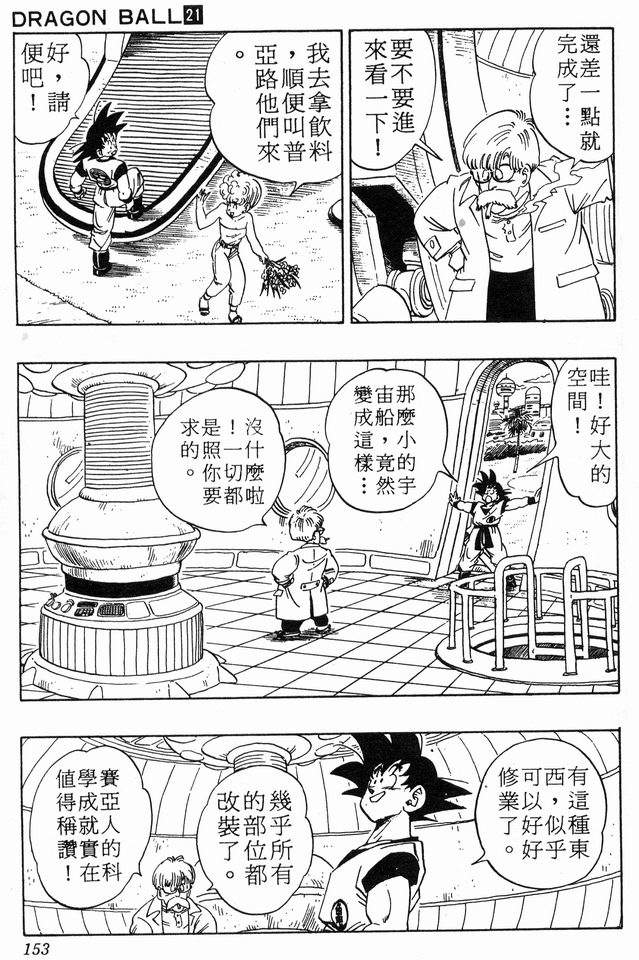 DRAGON BALL 21
還差一點就
完成了…
要不要進
來看一下！
我去拿飲料
，順便叫普
亞路他們來
。
好，請
便吧！
哇！好大的
空間！
那麼小的宇
宙船，竟然
變成這樣…
沒什麼啦
！一切都
是照你要
求的。
有這種東
西，似乎
可以好好
修業了。
幾乎所有
的部位都
改裝了。
賽亞人的科
學成就實在
值得稱讚！
153